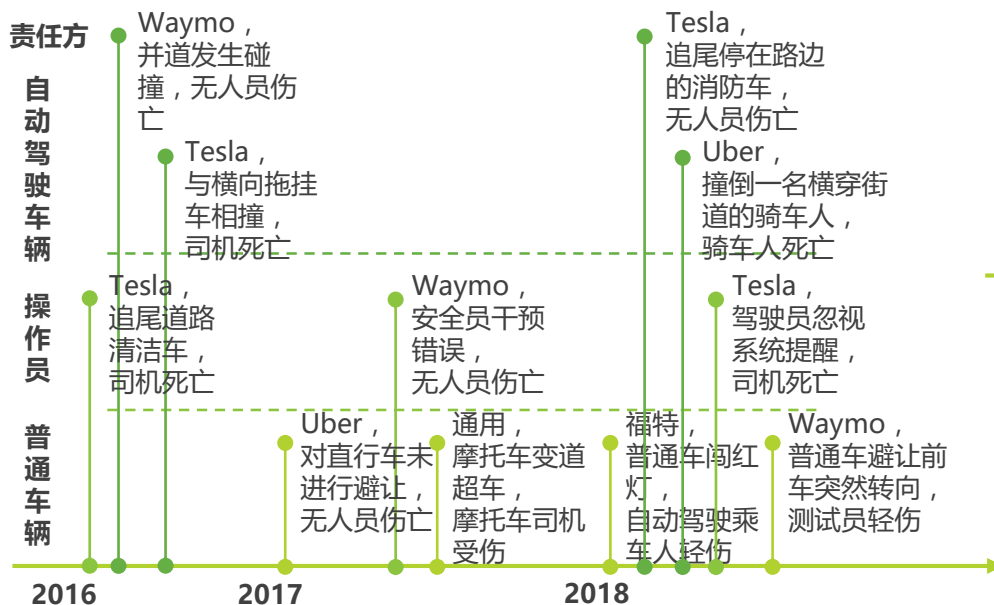 责任方
自动驾驶车辆
Waymo，
并道发生碰
撞，无人员伤
亡
Tesla，
与横向拖挂
车相撞，
司机死亡
Tesla，
追尾停在路边
的消防车，
无人员伤亡
Uber，
撞倒一名横穿街
道的骑车人，
骑车人死亡
操作员
Tesla，
追尾道路
清洁车，
司机死亡
Waymo，
安全员干预
错误，
无人员伤亡
Tesla，
驾驶员忽视
系统提醒，
司机死亡
普通车辆
Uber，
对直行车未
进行避让，
无人员伤亡
通用，
摩托车变道
超车，
摩托车司机
受伤
福特，
普通车闯红
灯，
自动驾驶乘
车人轻伤
Waymo，
普通车避让前
车突然转向，
测试员轻伤
2016
2017
2018